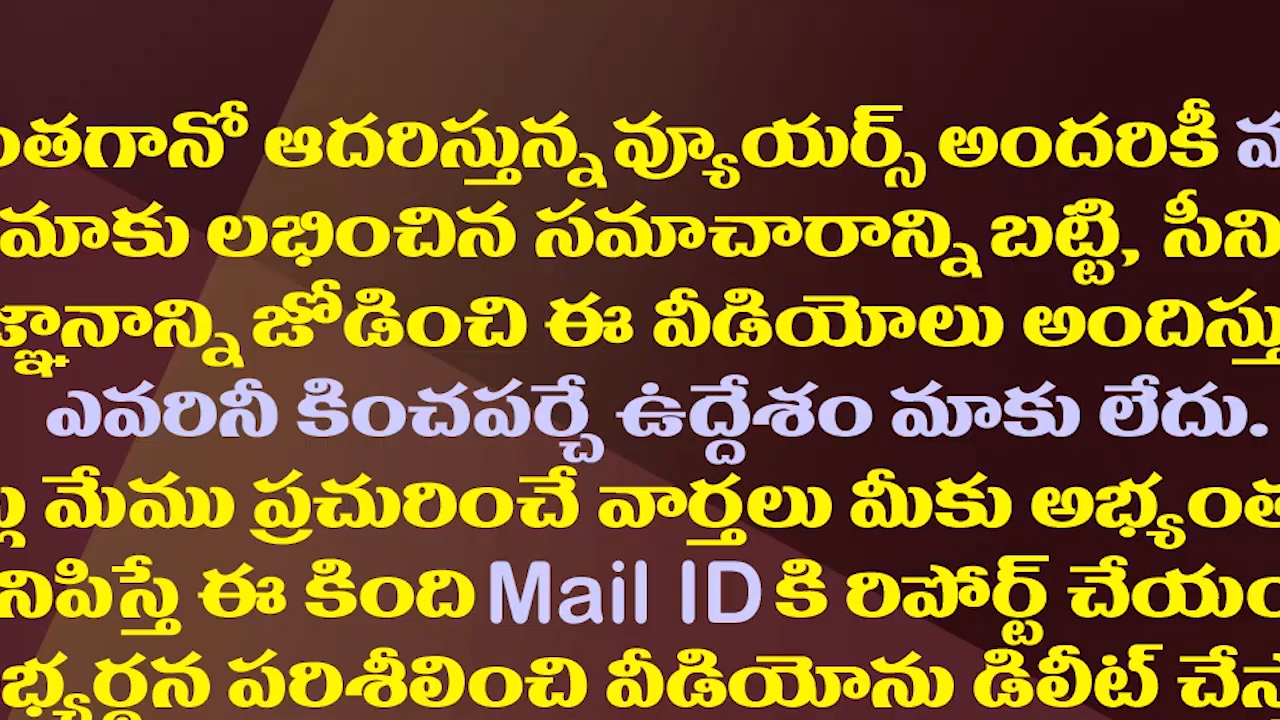 ఆదరిస్తున్న వ్యూయర్స్ అందరికీ
మాకు లభించిన సమాచారాన్ని బట్టి,
జోడించి ఈ వీడియోలు
ఎవరినీ కించపర్చే ఉద్దేశం మాకు లేదు.
మేము ప్రచురించే వార్తలు మీకు
ఈ కింది Mail ID కి రిపోర్ట్
పరిశీలించి వీడియోను డిలీట్